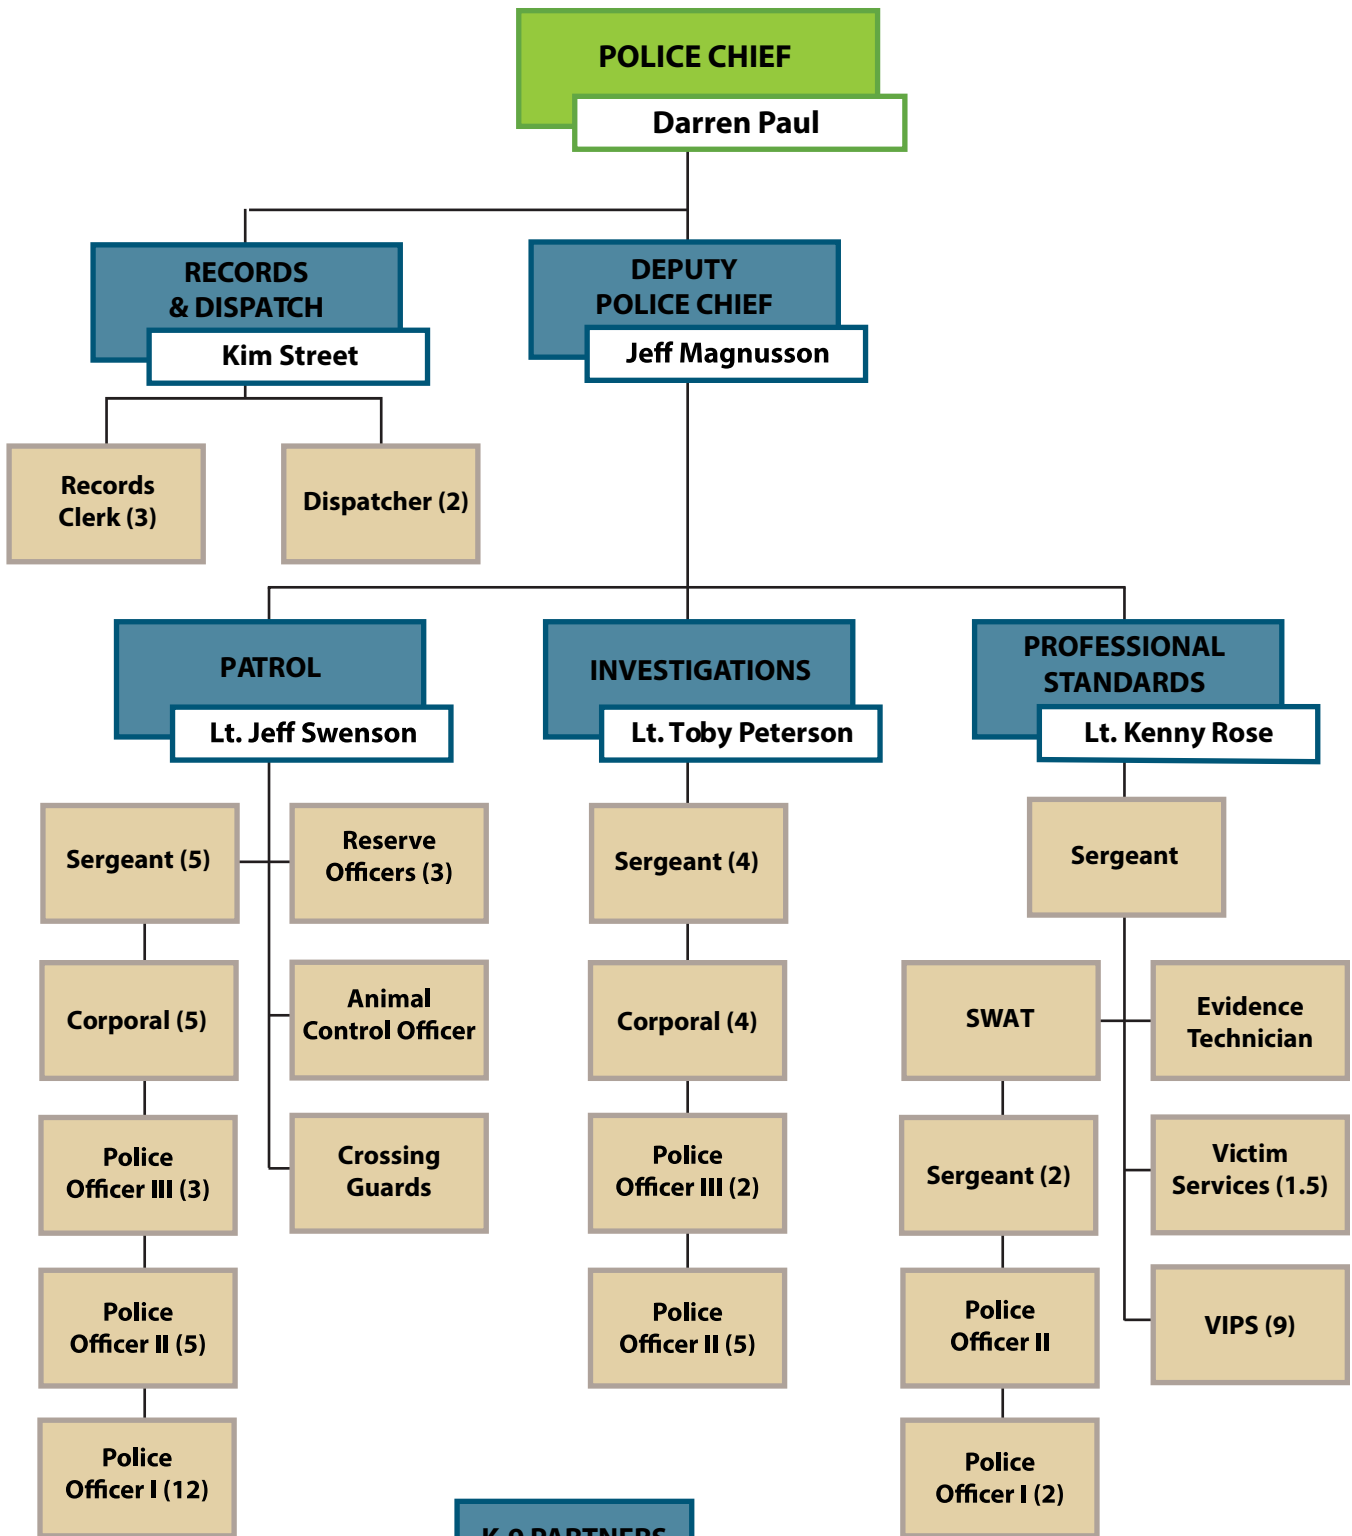 POLICE CHIEF
Darren Paul
RECORDS
& DISPATCH
Kim Street
DEPUTY
POLICE CHIEF
Jeff Magnusson
Records
Clerk (3)
Dispatcher (2)
PATROL
Lt. Jeff Swenson
INVESTIGATIONS
Lt. Toby Peterson
PROFESSIONAL
STANDARDS
Lt. Kenny Rose
Sergeant (5)
Reserve
Officers (3)
Corporal (5)
Animal
Control Officer
Police
Officer III (3)
Crossing
Guards
Police
Officer II (5)
Police
Officer I (12)
Sergeant (4)
Corporal (4)
Police
Officer III (2)
Police
Officer II (5)
Sergeant
SWAT
Evidence
Technician
Sergeant (2)
Victim
Services (1.5)
Police
Officer II
VIPS (9)
Police
Officer I (2)
K-9 PARTNERS